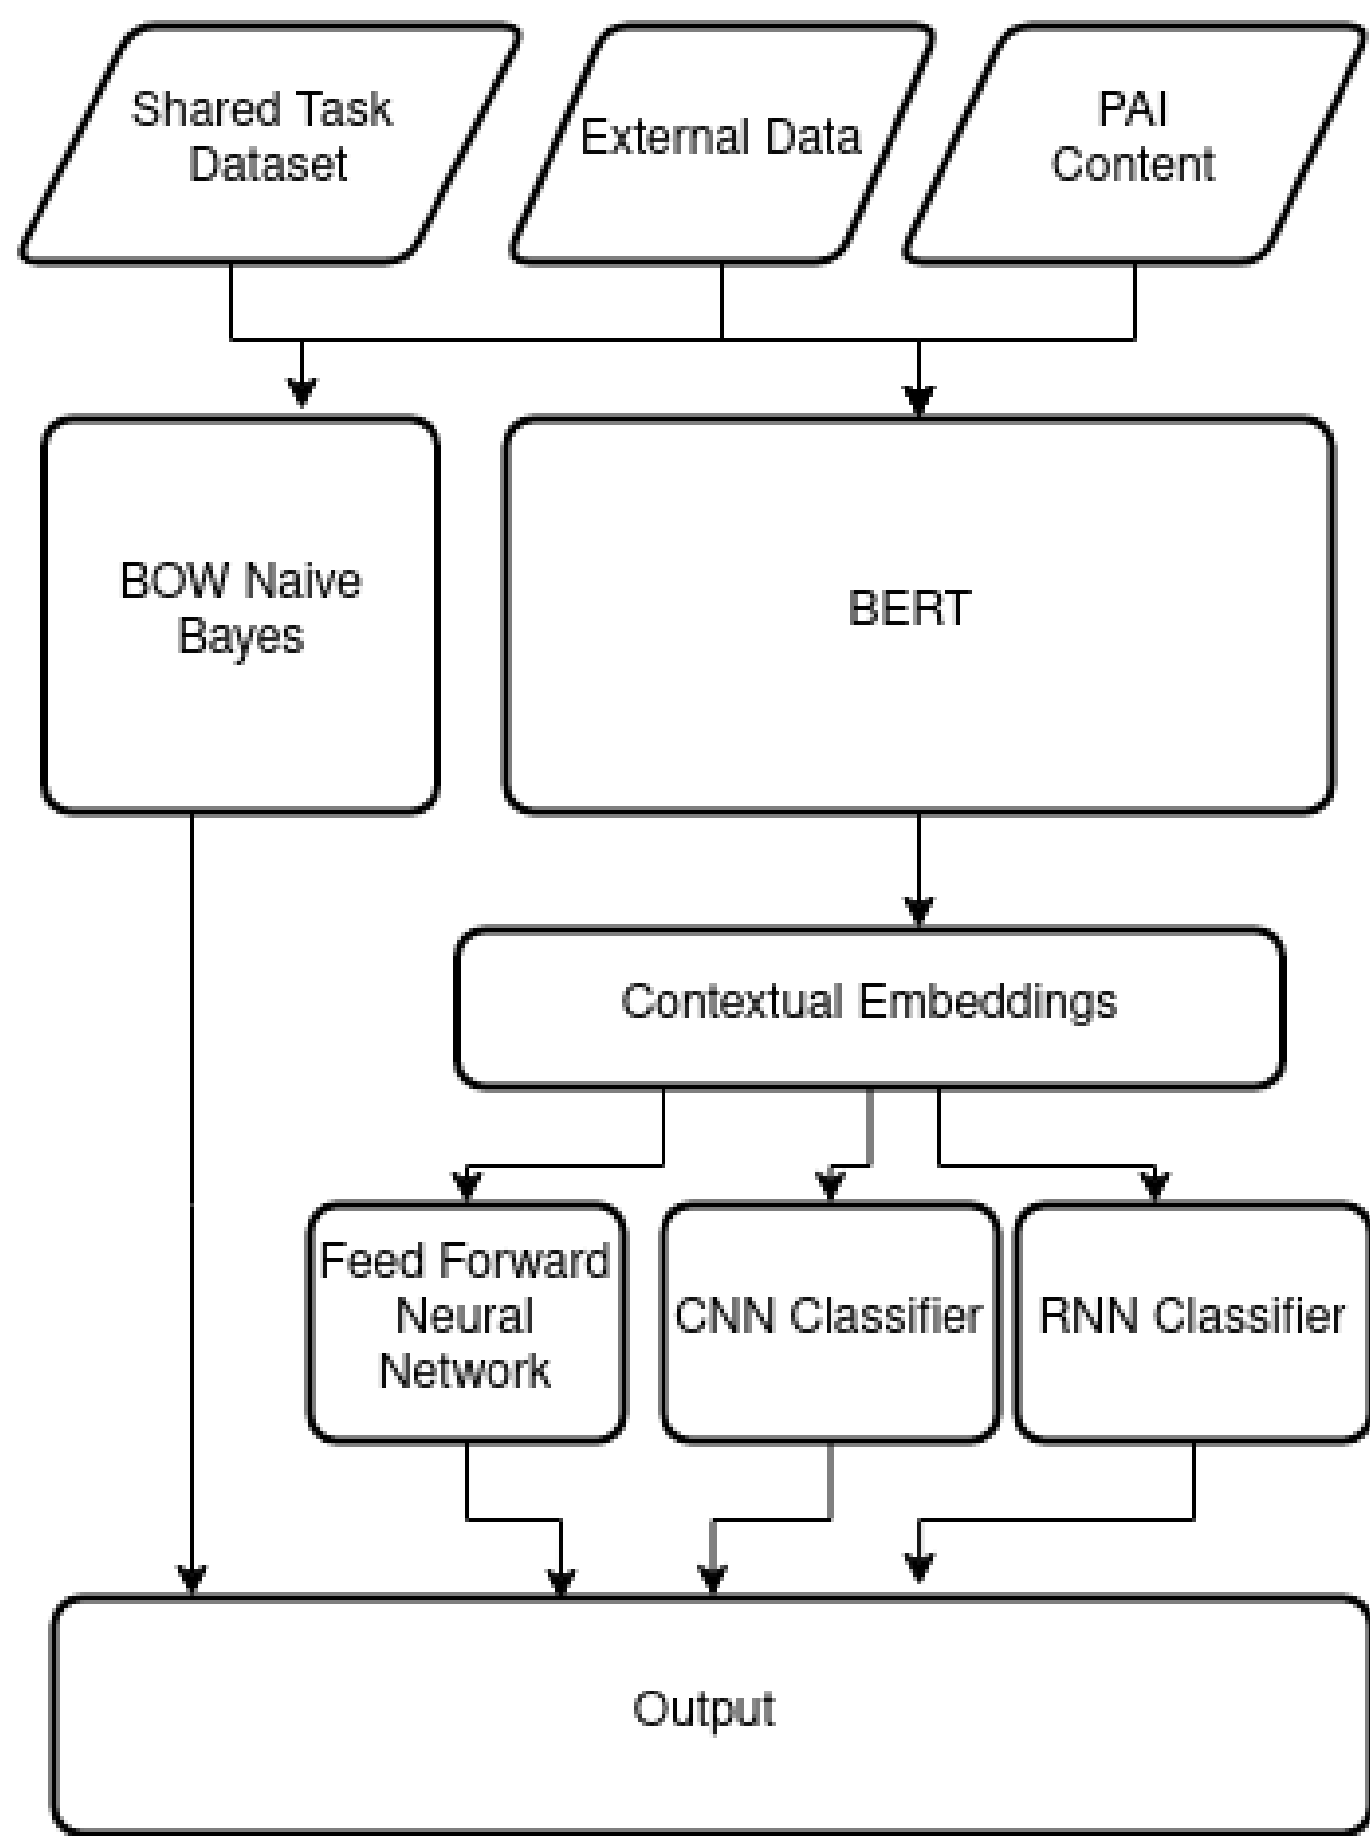 Shared Task
Dataset
External Data
PAI
Content
BOW Naive
Bayes
BERT
Contextual Embeddings
Feed Forward
Neural
Network
CNN Classifier
RNN Classifier
Output